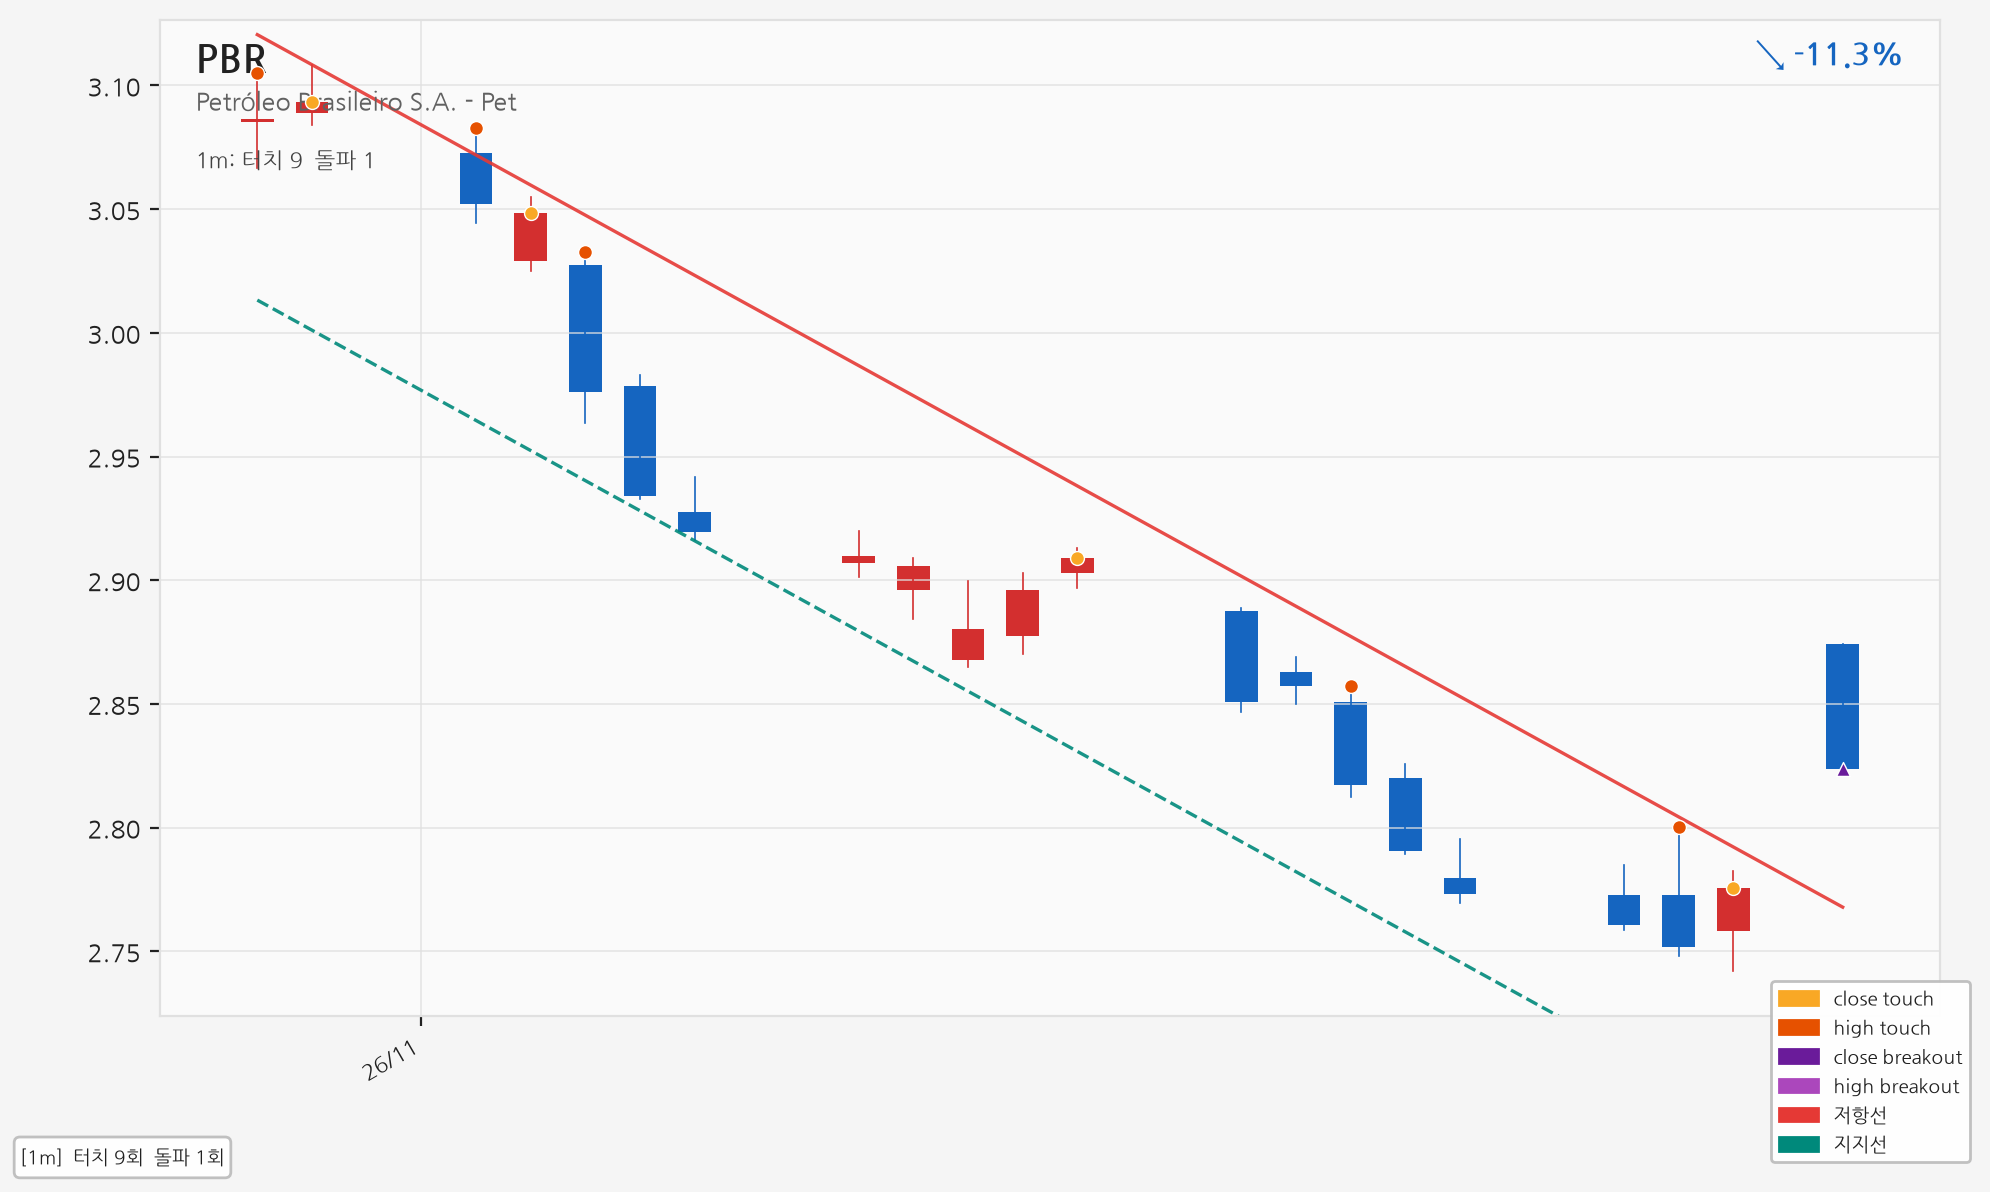 PBR
Petróleo Brasileiro S.A. - Pet
1m: 터치 9  돌파 1
-11.3%
3.10
3.05
3.00
2.95
2.90
2.85
2.80
2.75
26/11
close touch
high touch
close breakout
high breakout
저항선
지지선
[1m]  터치 9회  돌파 1회